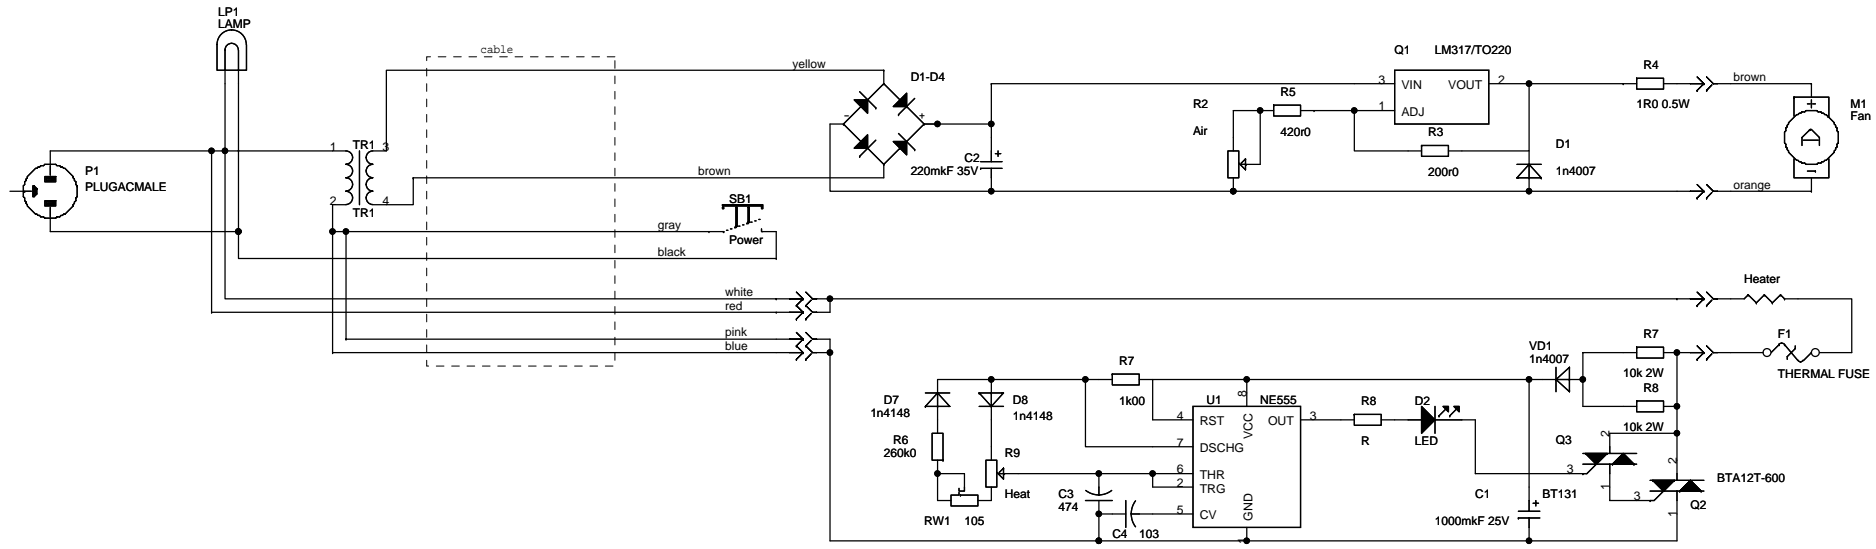 LP1
LAMP
cable
yellow
D1-D4
Q1
LM317/TO220
3
VIN
VOUT
2
1
ADJ
R4
1R0 0.5W
brown
M1
Fan
+
-
R2
Air
R5
420r0
R3
200r0
D1
1n4007
P1
PLUGACMALE
1
TR1
3
2
TR1
4
-
+
C2
+
220mkF 35V
brown
orange
SB1
Power
gray
black
white
red
pink
blue
Heater
F1
THERMAL FUSE
R7
10k 2W
R8
10k 2W
VD1
1n4007
R7
1k00
D7
1n4148
D8
1n4148
R6
260k0
R9
Heat
RW1
105
U1
NE555
8
VCC
4
RST
7
DSCHG
6
THR
2
TRG
5
CV
GND
1
OUT
3
R8
R
D2
LED
C3
474
C4
103
C1
+
1000mkF 25V
Q3
2
3
1
BT131
2
3
1
BTA12T-600
Q2